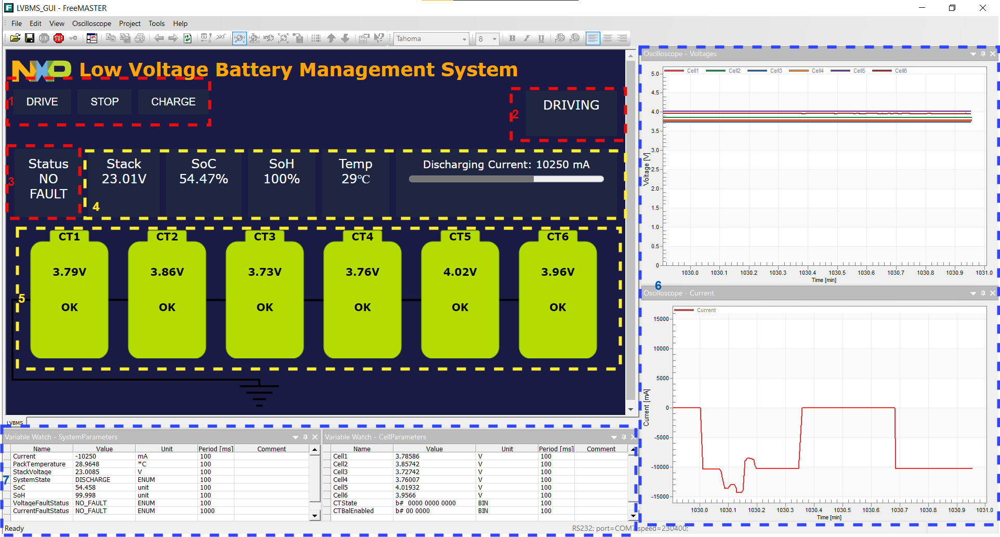 LVBMS_GUI - FreeMASTER
File Edit View Oscilloscope Project Tools Help
GO! STOP Tahoma 8 B I U
NXP Low Voltage Battery Management System
1 DRIVE STOP CHARGE
2 DRIVING
3 Status
NO
FAULT
Stack
23.01V
SoC
54.47%
SoH
100%
Temp
29℃
Discharging Current: 10250 mA
4
CT1 CT2 CT3 CT4 CT5 CT6
3.79V 3.86V 3.73V 3.76V 4.02V 3.96V
5
OK OK OK OK OK OK
LVBMS
Oscilloscope - Voltages
Cell1 Cell2 Cell3 Cell4 Cell5 Cell6
5.0
4.5
4.0
3.5
3.0
2.5
2.0
1.5
1.0
0.5
0
Voltage [V]
1030.0 1030.1 1030.2 1030.3 1030.4 1030.5 1030.6 1030.7 1030.8 1030.9 1031.0
Time [min]
6
Oscilloscope - Current
Current
15000
10000
5000
0
-5000
-10000
-15000
Current [mA]
1030.0 1030.1 1030.2 1030.3 1030.4 1030.5 1030.6 1030.7 1030.8 1030.9 1031.0
Time [min]
7
Variable Watch - SystemParameters
Name Value Unit Period [ms] Comment
Current -10250 mA 100
PackTemperature 28.9648 *C 100
StackVoltage 23.0085 V 100
SystemState DISCHARGE ENUM 100
SoC 54.458 unit 100
SoH 99.998 unit 100
VoltageFaultStatus NO_FAULT ENUM 100
CurrentFaultStatus NO_FAULT ENUM 1000
Variable Watch - CellParameters
Name Value Unit Period [ms] Comment
Cell1 3.78586 V 100
Cell2 3.85742 V 100
Cell3 3.72742 V 100
Cell4 3.76007 V 100
Cell5 4.01932 V 100
Cell6 3.9566 V 100
CTState b# 0000 0000 0000 BIN 100
CTBalEnabled b# 00 0000 BIN 100
Ready
RS232; port=COM7 speed=230400;